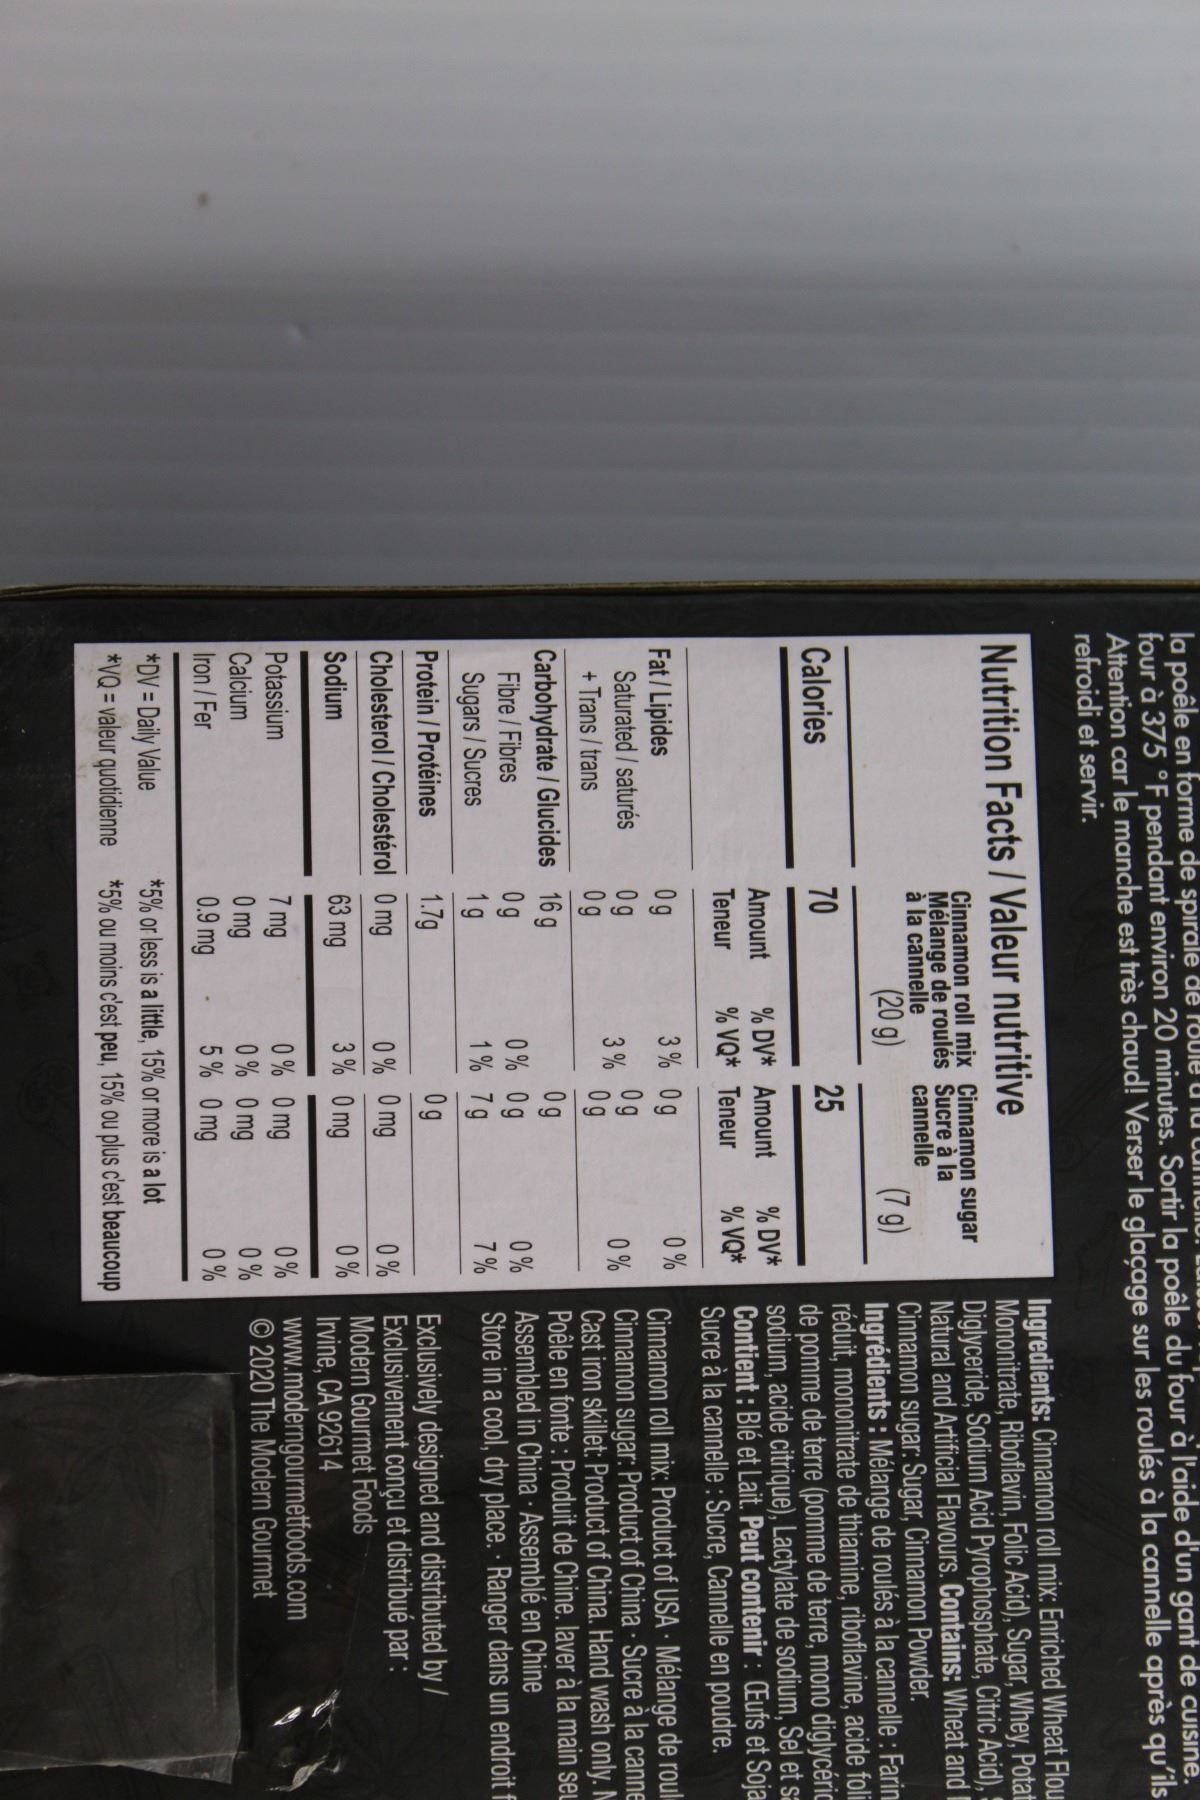 la poêle en forme de spirale de
four à 375 °F pendant environ 20 minutes. Sortir la poêle du four à l'aide d'un gant de cuisine.
Attention car le manche est très chaud! Verser le glaçage sur les roulés à la cannelle après qu'ils
refroidi et servir.
Nutrition Facts / Valeur nutritive
Cinnamon roll mix Cinnamon sugar
Mélange de roulés Sucre à la
à la cannelle cannelle
(20 g) (7 g)
Calories 70 25
Amount % DV* Amount % DV*
Teneur % VQ* Teneur % VQ*
Fat / Lipides 0 g 3 % 0 g 0 %
Saturated / saturés 0 g 3 % 0 g 0 %
+ Trans / trans 0 g 0 g
Carbohydrate / Glucides 16 g 0 g
Fibre / Fibres 0 g 0 % 0 g 0 %
Sugars / Sucres 1 g 1 % 7 g 7 %
Protein / Protéines 1.7g 0 g
Cholesterol / Cholestérol 0 mg 0 % 0 mg 0 %
Sodium 63 mg 3 % 0 mg 0 %
Potassium 7 mg 0 % 0 mg 0 %
Calcium 0 mg 0 % 0 mg 0 %
Iron / Fer 0.9 mg 5 % 0 mg 0 %
*DV = Daily Value *5% or less is a little, 15% or more is a lot
*VQ = valeur quotidienne *5% ou moins c'est peu, 15% ou plus c'est beaucoup
Ingredients: Cinnamon roll mix: Enriched Wheat Flou
Mononitrate, Riboflavin, Folic Acid), Sugar, Whey, Potat
Diglyceride, Sodium Acid Pyrophosphate, Citric Acid),
Natural and Artificial Flavours. Contains: Wheat and
Cinnamon sugar: Sugar, Cinnamon Powder.
Ingrédients : Mélange de roulés à la cannelle : Farin
réduit, mononitrate de thiamine, riboflavine, acide foli
de pomme de terre (pomme de terre, mono diglycéric
sodium, acide citrique), Lactylate de sodium, Sel et
Contient : Blé et Lait. Peut contenir : Œufs et Soja
Sucre à la cannelle : Sucre, Cannelle en poudre.
Cinnamon roll mix: Product of USA · Mélange de roul
Cinnamon sugar: Product of China · Sucre à la canne
Cast iron skillet: Product of China, Hand wash only.
Poêle en fonte : Produit de Chine, laver à la main seu
Assembled in China · Assemblé en Chine
Store in a cool, dry place. · Ranger dans un endroit f
Exclusively designed and distributed by /
Exclusivement conçu et distribué par :
Modern Gourmet Foods
Irvine, CA 92614
www.moderngourmetfoods.com
© 2020 The Modern Gourmet